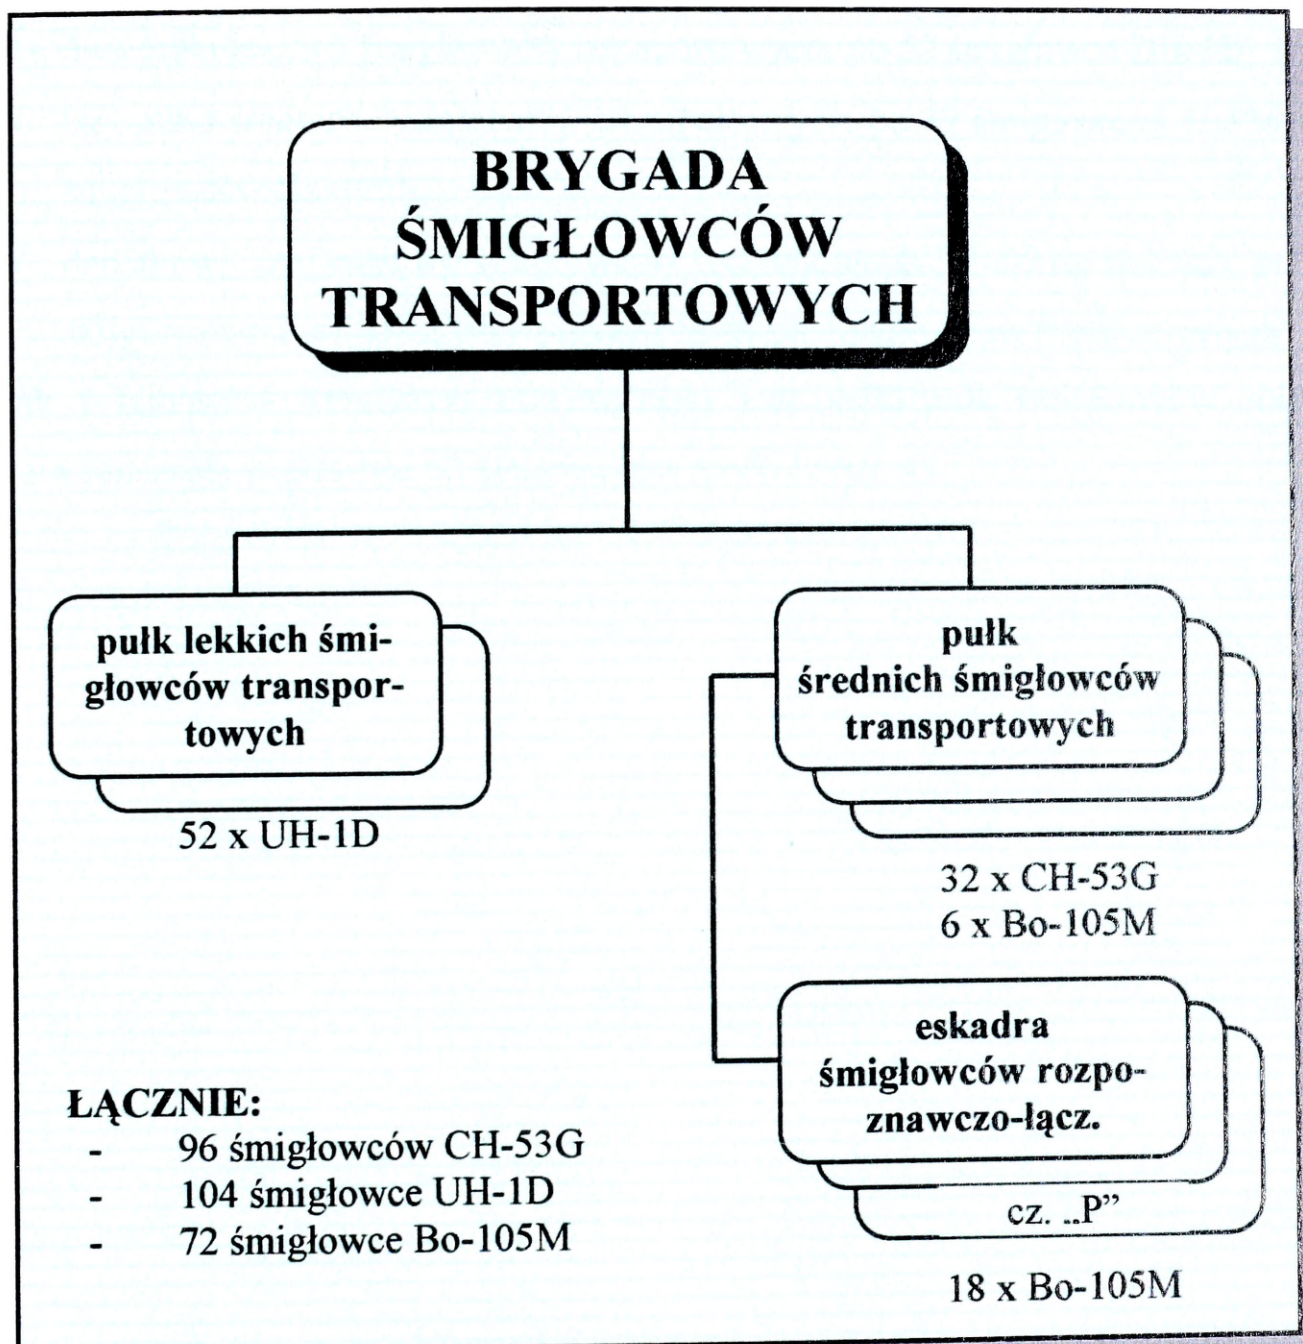 BRYGADA
ŚMIGŁOWCÓW
TRANSPORTOWYCH
pułk lekkich śmi-
głowców transpor-
towych
52 x UH-1D
pułk
średnich śmigłowców
transportowych
32 x CH-53G
6 x Bo-105M
eskadra
śmigłowców rozpo-
znawczo-łącz.
cz. „P”
18 x Bo-105M
ŁĄCZNIE:
- 96 śmigłowców CH-53G
- 104 śmigłowce UH-1D
- 72 śmigłowce Bo-105M